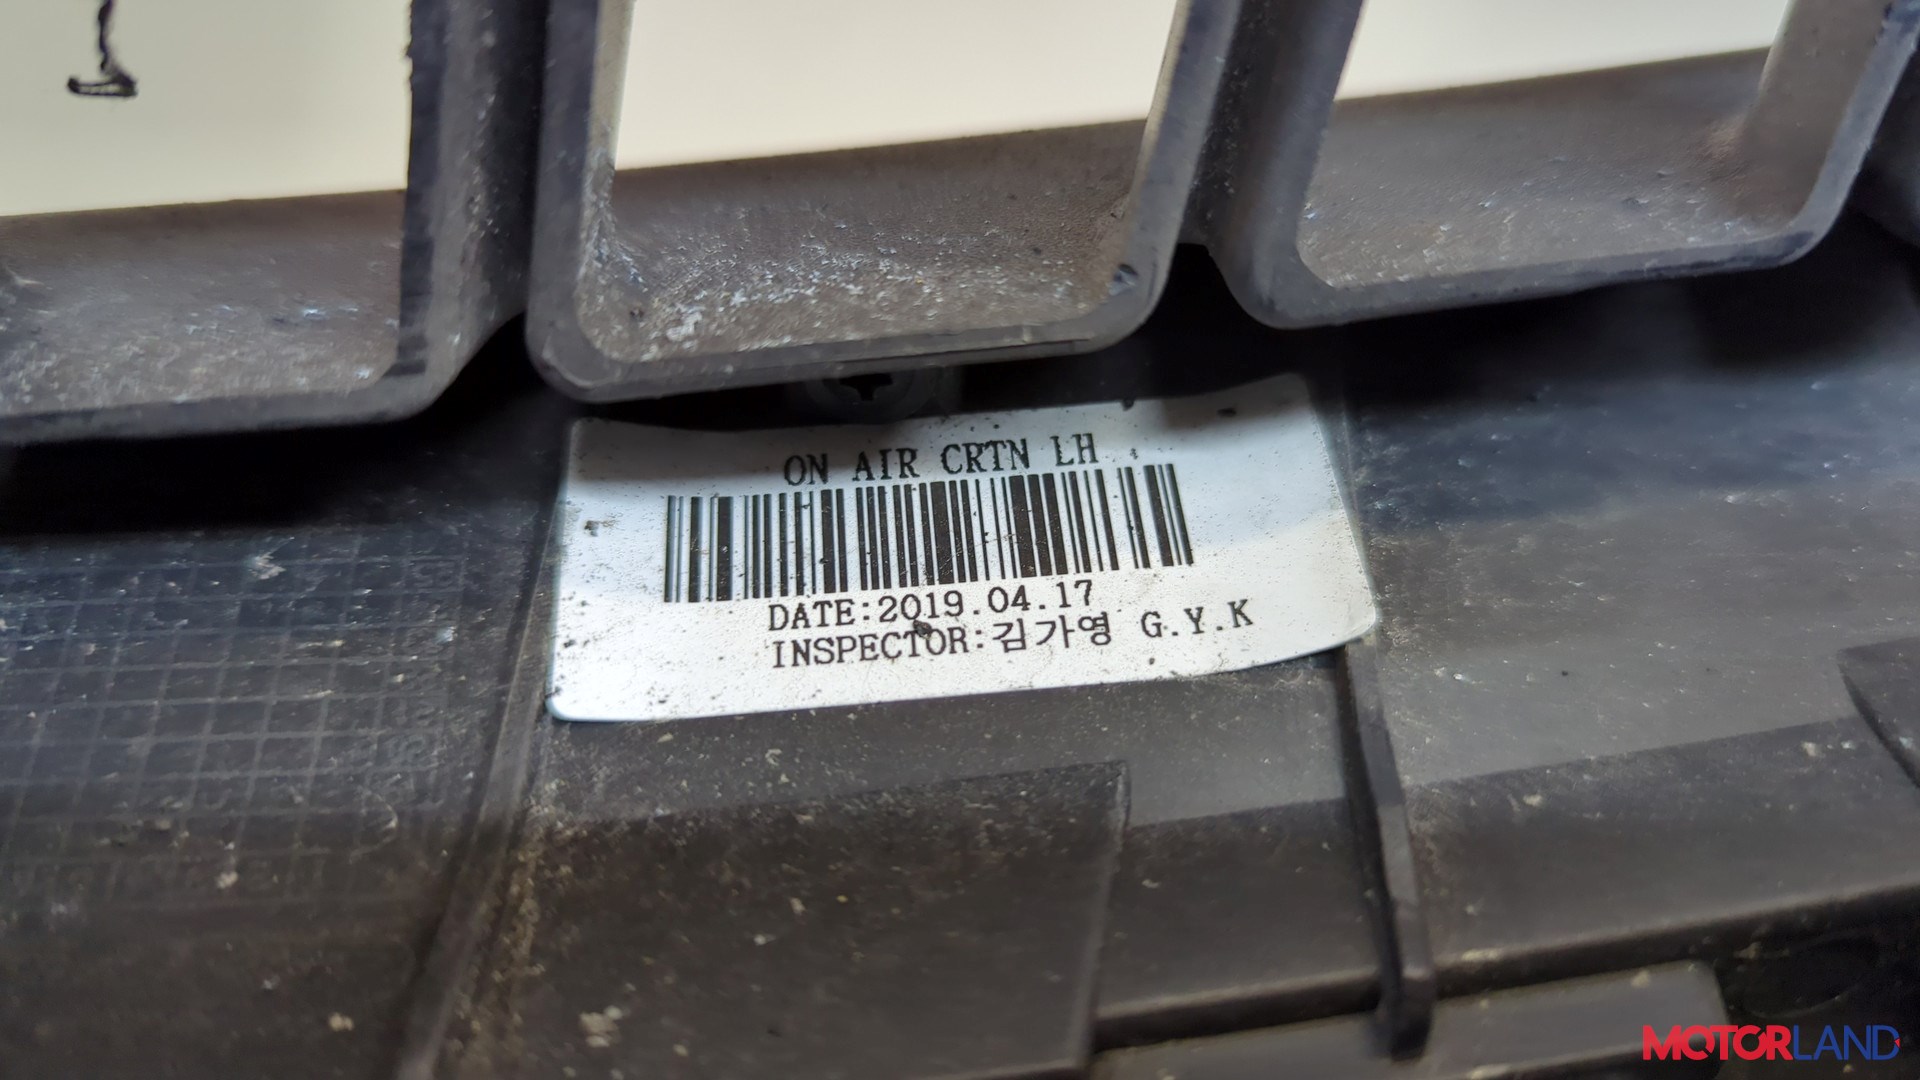 ON AIR CRTN LH
DATE:2019.04.17
INSPECTOR:김가영 G.Y.K
MOTORLAND